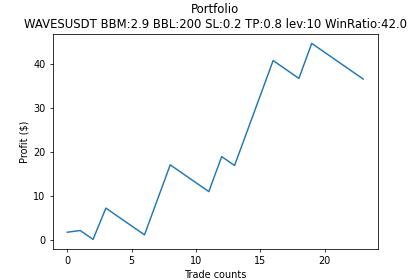 Portfolio
WAVESUSDT BBM:2.9 BBL:200 SL:0.2 TP:0.8 lev:10 WinRatio:42.0
40
30
20
10
0
Profit ($)
0 5 10 15 20
Trade counts